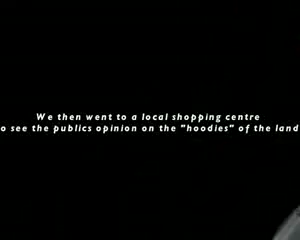 We then went to a local shopping centre
o see the publics opinion on the "hoodies" of the land